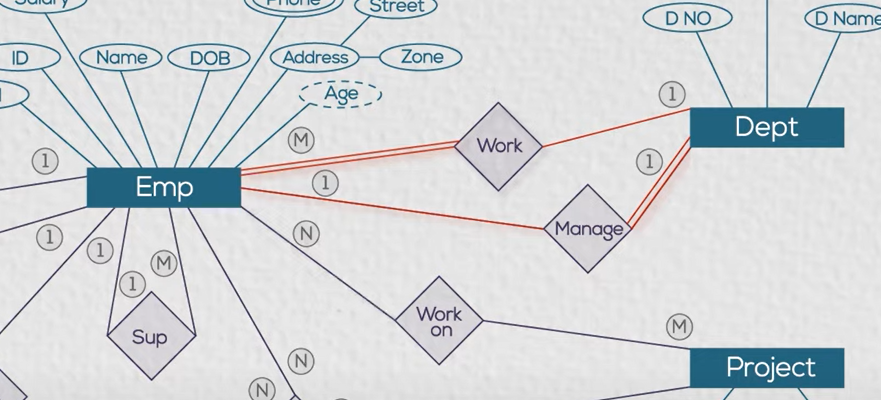 Salary
Phone
Street
D NO
D Name
ID
Name
DOB
Address
Zone
Age
1
M
Work
1
Dept
1
Emp
1
1
Manage
N
1
M
1
Sup
Work
on
M
Project
N
N